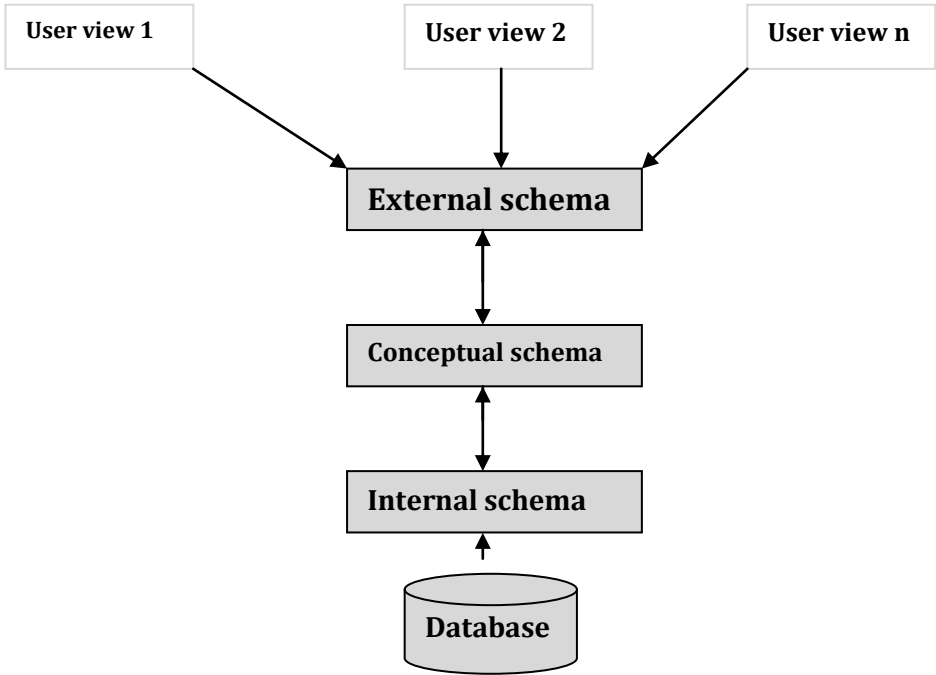 User view 1
User view 2
User view n
External schema
Conceptual schema
Internal schema
Database